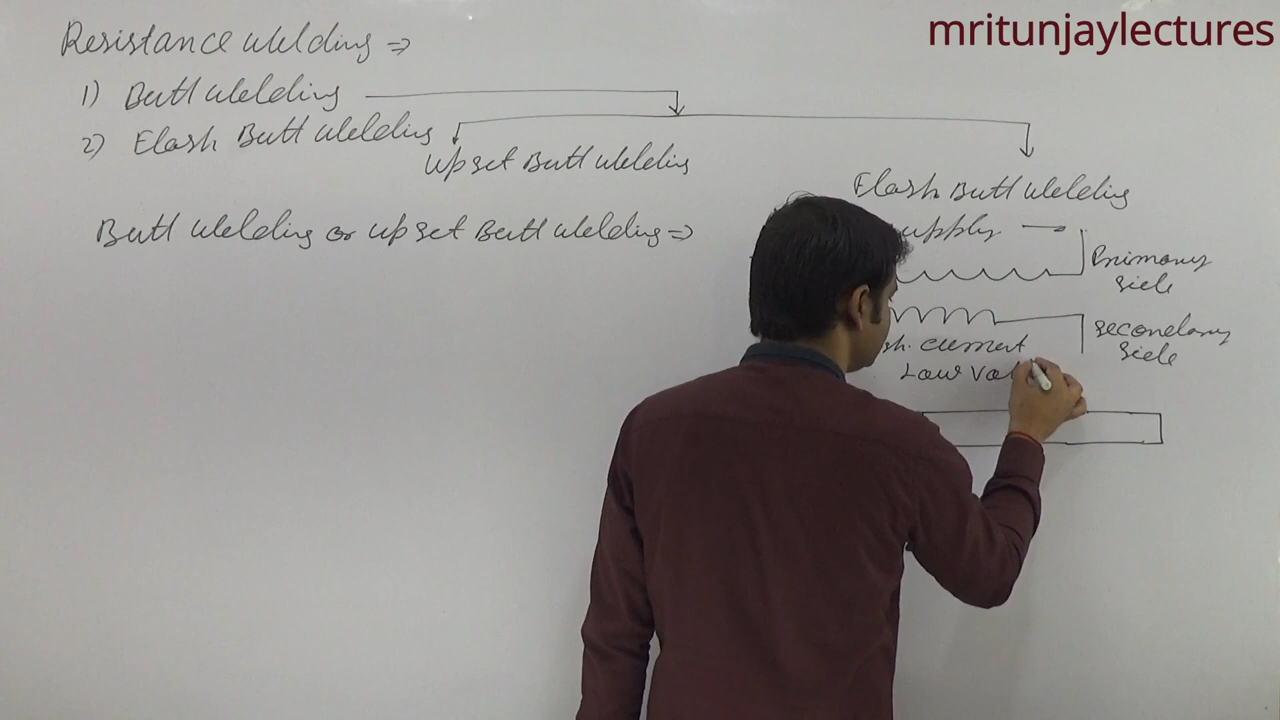 mritunjaylectures
Resistance Welding ⇒
1) Butt Welding
2) Flash Butt Welding
Upset Butt Welding
Flash Butt Welding
Butt Welding or Upset Butt Welding ⇒
Primary
Side
Secondary
Side
current
Low